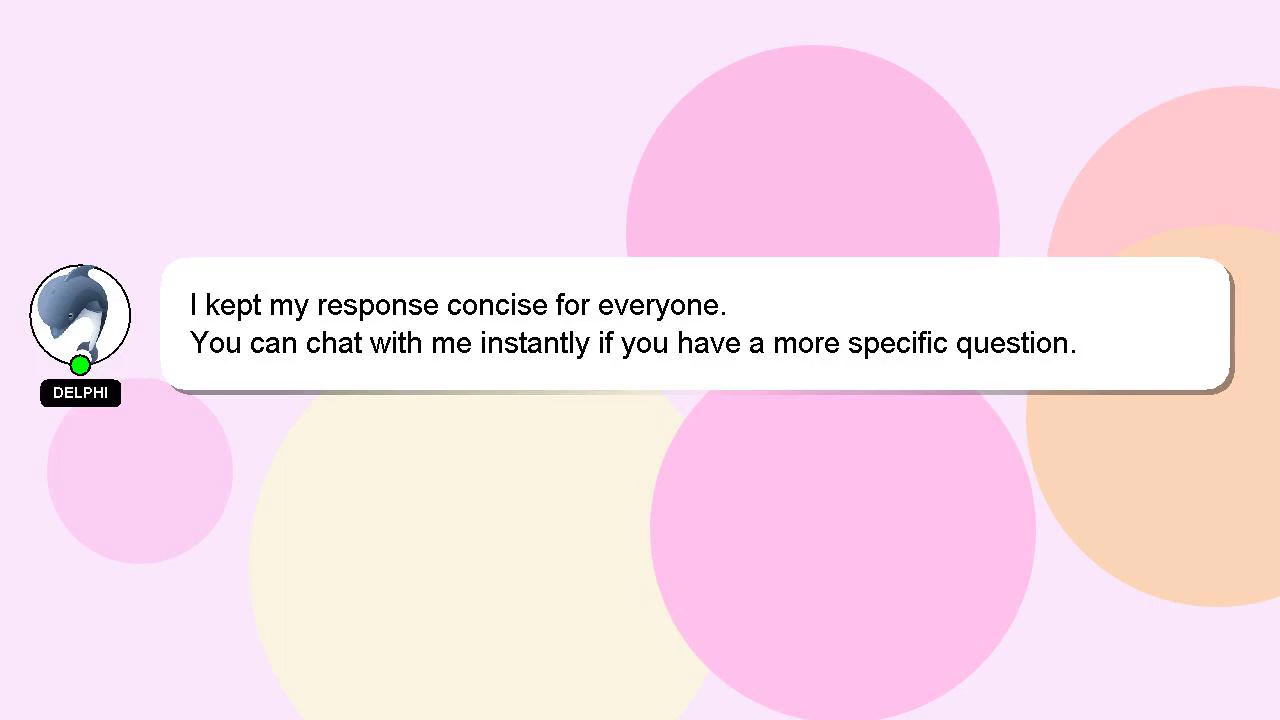 I kept my response concise for everyone.
You can chat with me instantly if you have a more specific question.
DELPHI